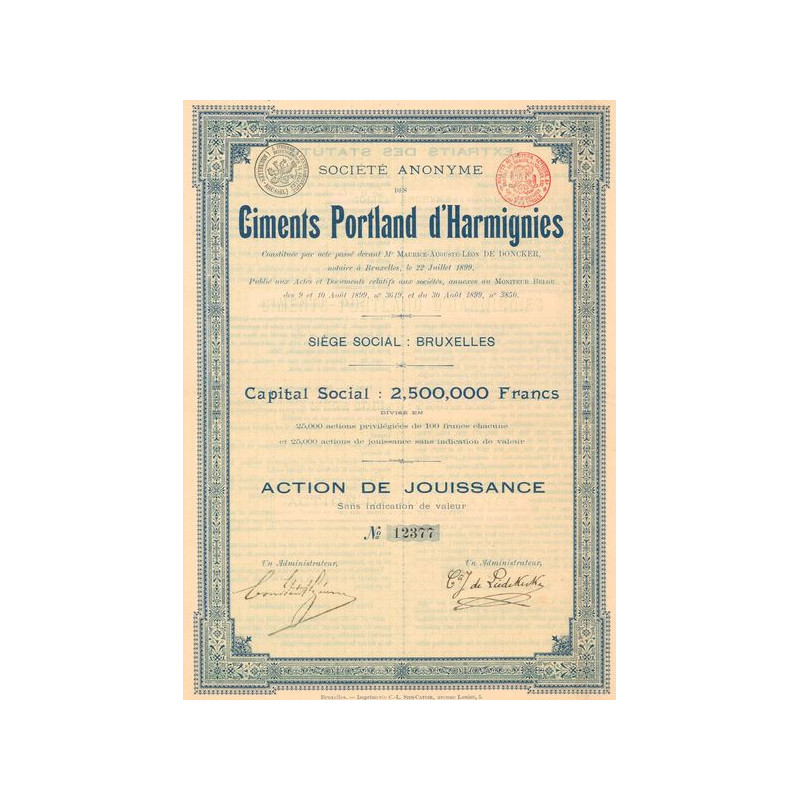 SOCIÉTÉ ANONYME
DES
Ciments Portland d'Harmignies
Constituée par acte passé devant Me Maurice-Auguste-Léon DE DONCKER,
notaire à Bruxelles, le 22 Juillet 1899.
Publié aux Actes et Documents relatifs aux sociétés, annexes au Moniteur Belge
des 9 et 10 Août 1899, no 3619, et du 30 Août 1899, no 3850.
SIÈGE SOCIAL : BRUXELLES
Capital Social : 2,500,000 Francs
DIVISÉ EN
25,000 actions privilégiées de 100 francs chacune
et 25,000 actions de jouissance sans indication de valeur
ACTION DE JOUISSANCE
Sans indication de valeur
No 12377
Un Administrateur, Un Administrateur,
Bruxelles. — Imprimerie C.-L.